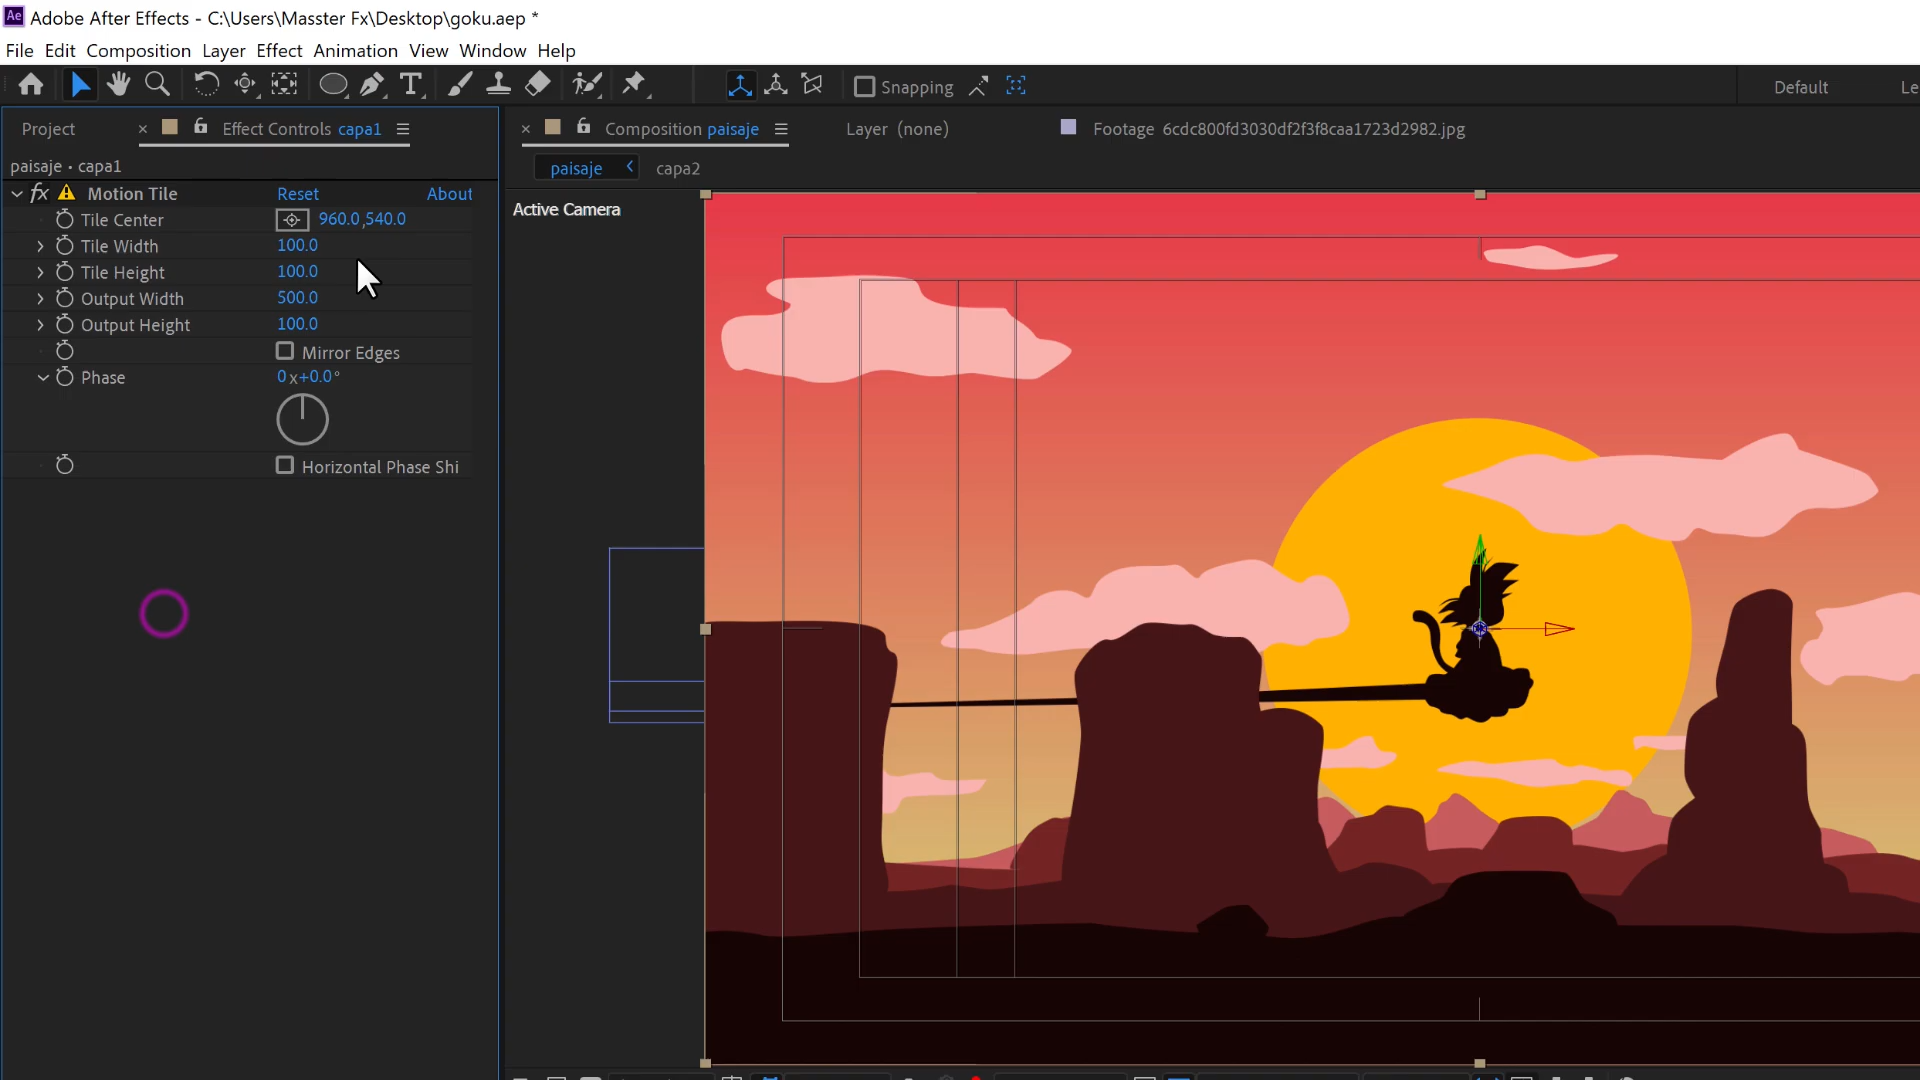 Ae Adobe After Effects - C:\Users\Masster Fx\Desktop\goku.aep *
File Edit Composition Layer Effect Animation View Window Help
T Snapping Default Le
Project × Effect Controls capa1 × Composition paisaje Layer (none) Footage 6cdc800fd3030df2f3f8caa1723d2982.jpg
paisaje • capa1
paisaje capa2
fx Motion Tile Reset About
Active Camera
Tile Center 960.0,540.0
Tile Width 100.0
Tile Height 100.0
Output Width 500.0
Output Height 100.0
Mirror Edges
Phase 0x+0.0°
Horizontal Phase Shi